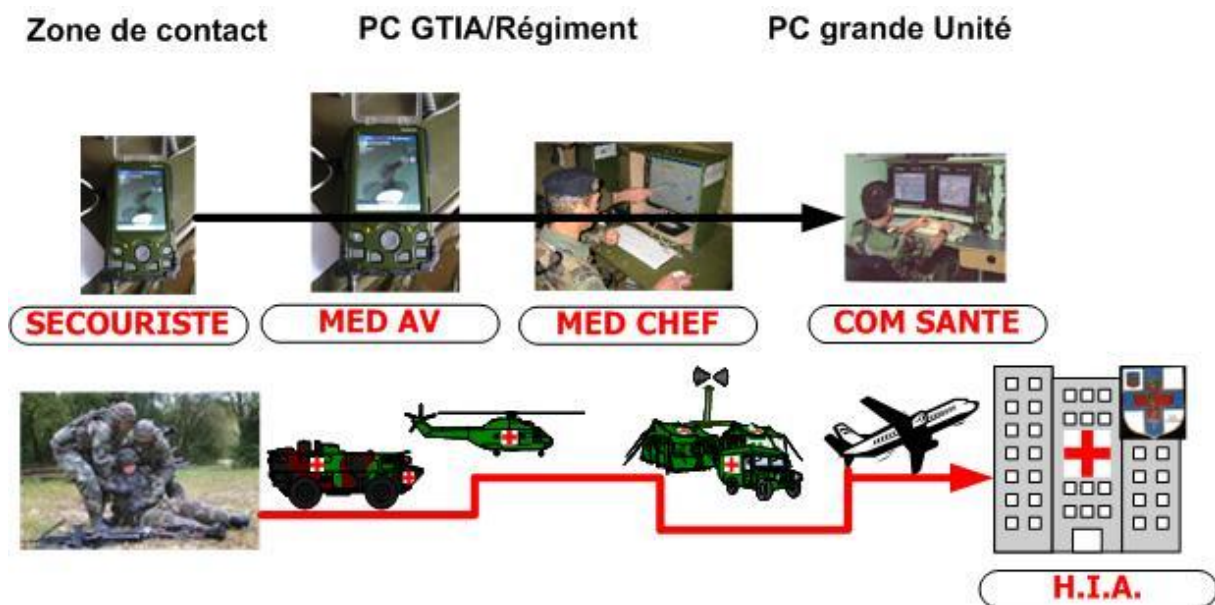 Zone de contact
PC GTIA/Régiment
PC grande Unité
SECOURISTE
MED AV
MED CHEF
COM SANTE
H.I.A.